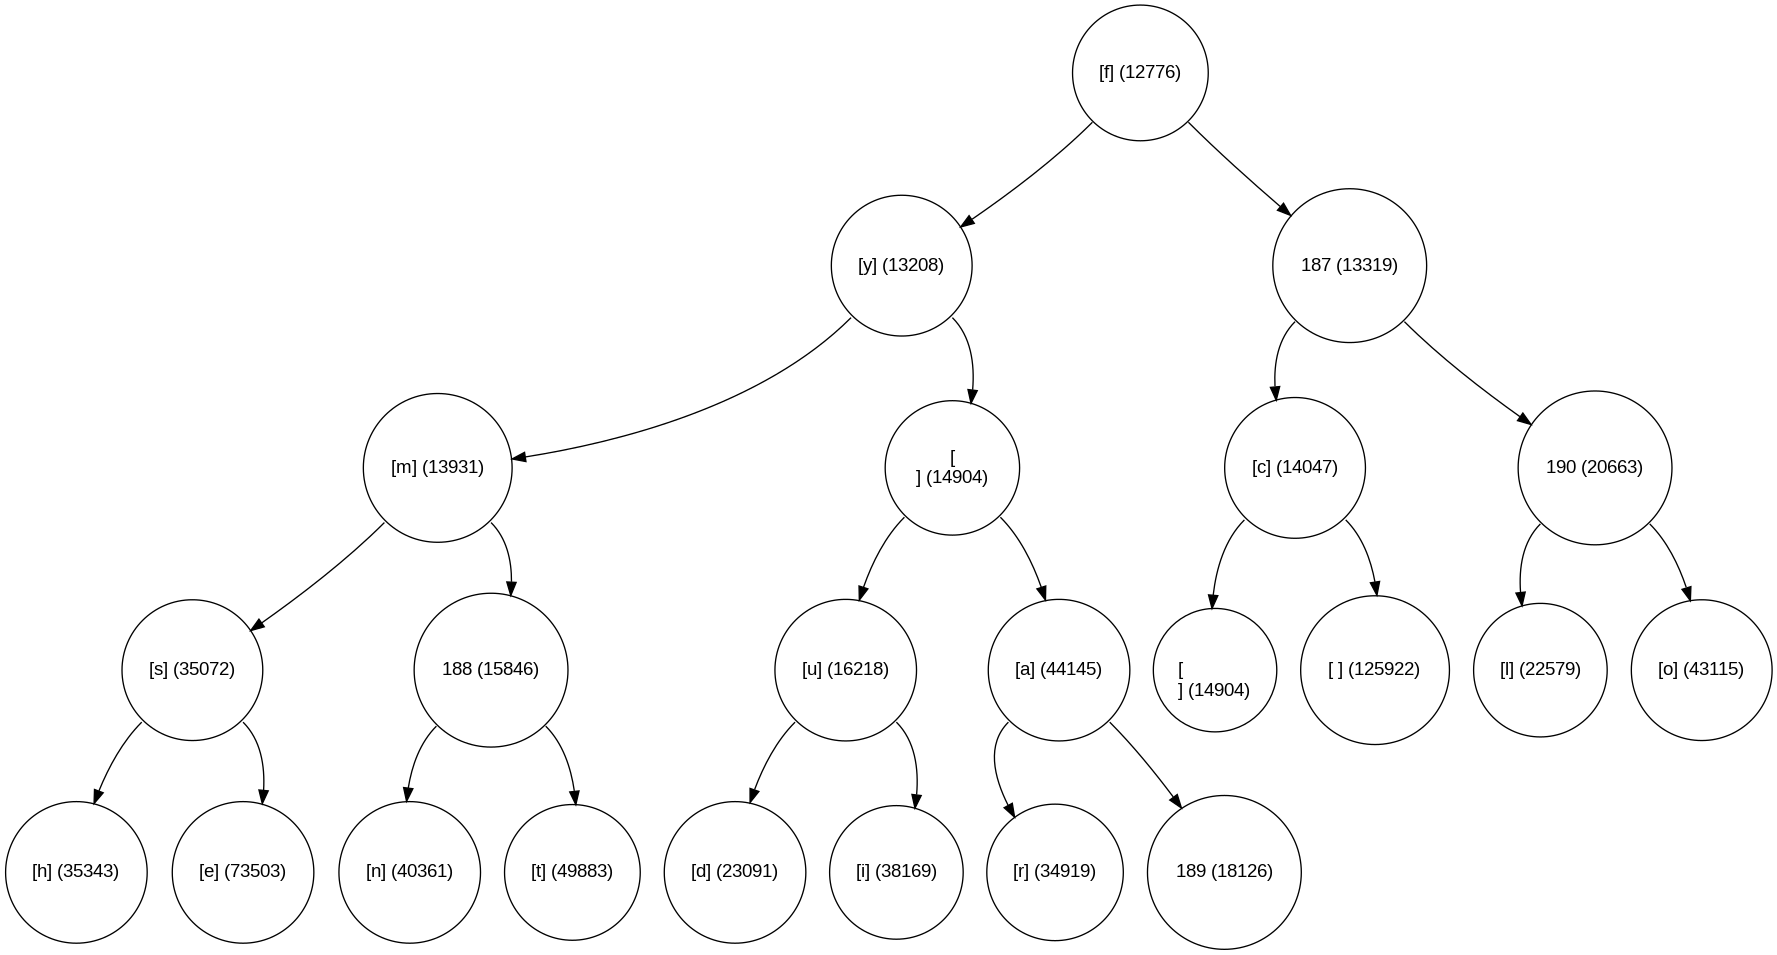 [f] (12776)
[y] (13208)
187 (13319)
[m] (13931)
[
] (14904)
[c] (14047)
190 (20663)
[s] (35072)
188 (15846)
[u] (16218)
[a] (44145)
[
] (14904)
[ ] (125922)
[l] (22579)
[o] (43115)
[h] (35343)
[e] (73503)
[n] (40361)
[t] (49883)
[d] (23091)
[i] (38169)
[r] (34919)
189 (18126)